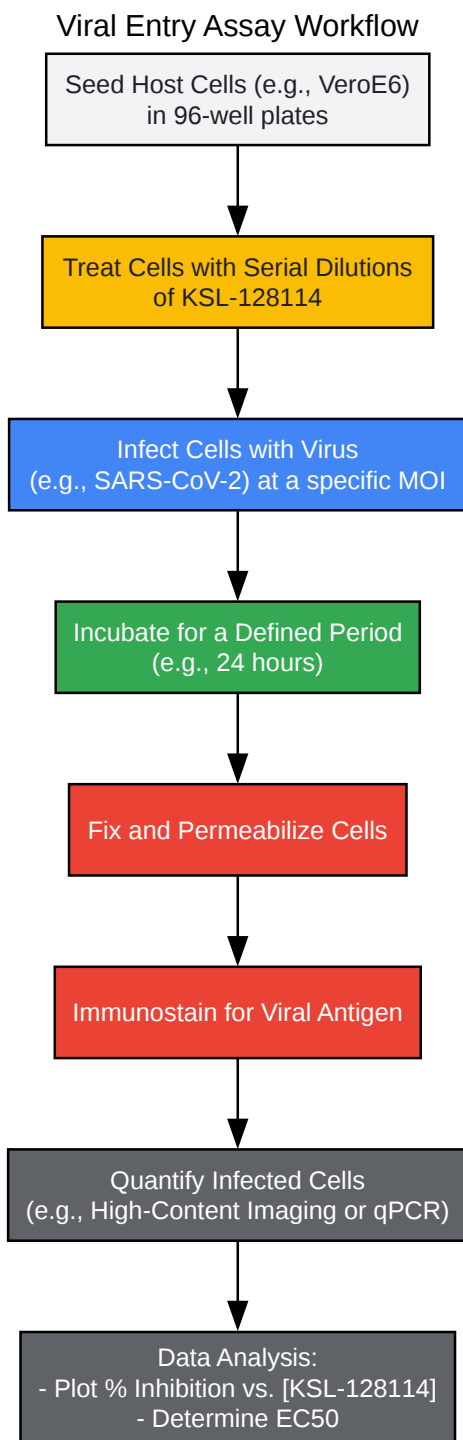 Viral Entry Assay Workflow
Seed Host Cells (e.g., VeroE6)
in 96-well plates
Treat Cells with Serial Dilutions
of KSL-128114
Infect Cells with Virus
(e.g., SARS-CoV-2) at a specific MOI
Incubate for a Defined Period
(e.g., 24 hours)
Fix and Permeabilize Cells
Immunostain for Viral Antigen
Quantify Infected Cells
(e.g., High-Content Imaging or qPCR)
Data Analysis:
- Plot % Inhibition vs. [KSL-128114]
- Determine EC50